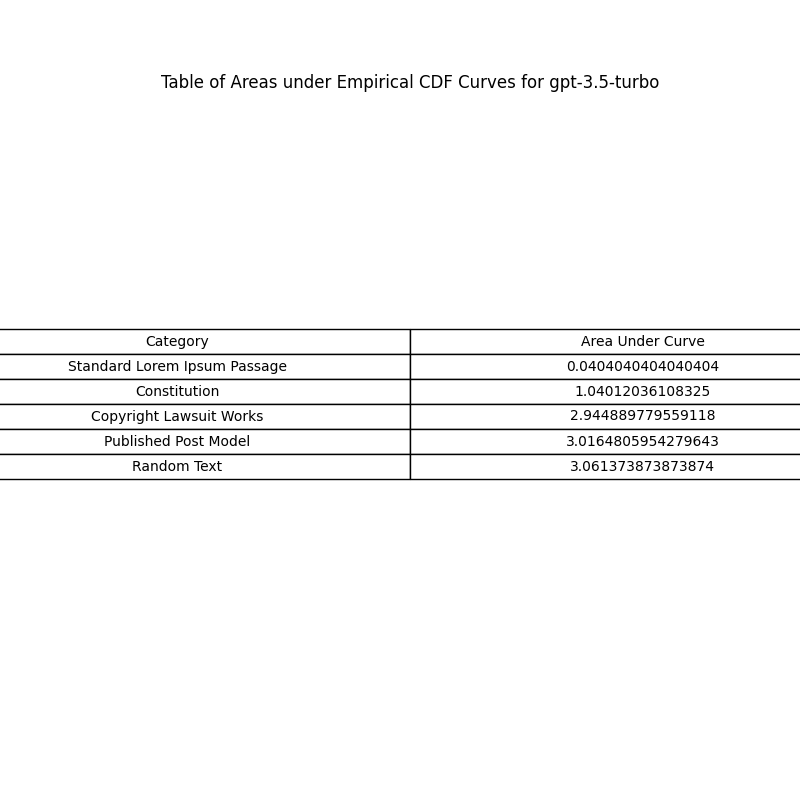 Table of Areas under Empirical CDF Curves for gpt-3.5-turbo
Category Area Under Curve
Standard Lorem Ipsum Passage 0.0404040404040404
Constitution 1.04012036108325
Copyright Lawsuit Works 2.944889779559118
Published Post Model 3.0164805954279643
Random Text 3.061373873873874